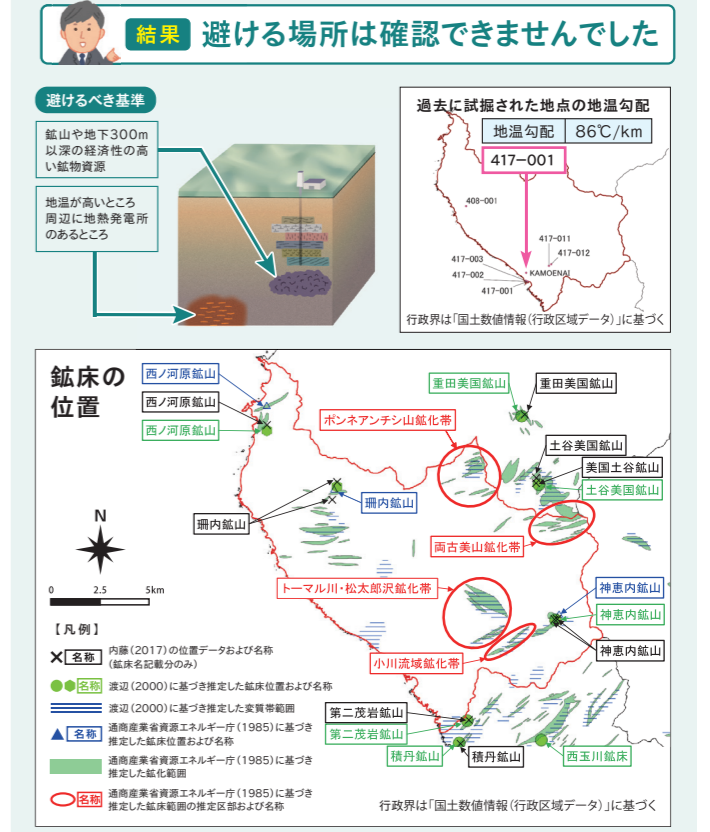 結果 避ける場所は確認できませんでした
避けるべき基準
鉱山や地下300m
以深の経済性の高
い鉱物資源
地温が高いところ
周辺に地熱発電所
のあるところ
過去に試掘された地点の地温勾配
地温勾配 86℃/km
417-001
408-001
417-011
417-012
417-003
KAMOENAI
417-002
417-001
行政界は「国土数値情報(行政区域データ)」に基づく
鉱床の
位置
西ノ河原鉱山
西ノ河原鉱山
西ノ河原鉱山
重田美国鉱山
重田美国鉱山
ポンネアンチシ山鉱化帯
土谷美国鉱山
美国土谷鉱山
土谷美国鉱山
珊内鉱山
珊内鉱山
両古美山鉱化帯
N
トーマル川・松太郎沢鉱化帯
神恵内鉱山
神恵内鉱山
神恵内鉱山
小川流域鉱化帯
0 2.5 5km
【凡例】
名称 内藤(2017)の位置データおよび名称
(鉱床名記載分のみ)
名称 渡辺(2000)に基づき推定した鉱床位置および名称
渡辺(2000)に基づき推定した変質帯範囲
名称 通商産業省資源エネルギー庁(1985)に基づき
推定した鉱床位置および名称
通商産業省資源エネルギー庁(1985)に基づき
推定した鉱化範囲
名称 通商産業省資源エネルギー庁(1985)に基づき
推定した鉱床範囲の推定区部および名称
第二茂岩鉱山
第二茂岩鉱山
積丹鉱山
積丹鉱山
西玉川鉱床
行政界は「国土数値情報(行政区域データ)」に基づく